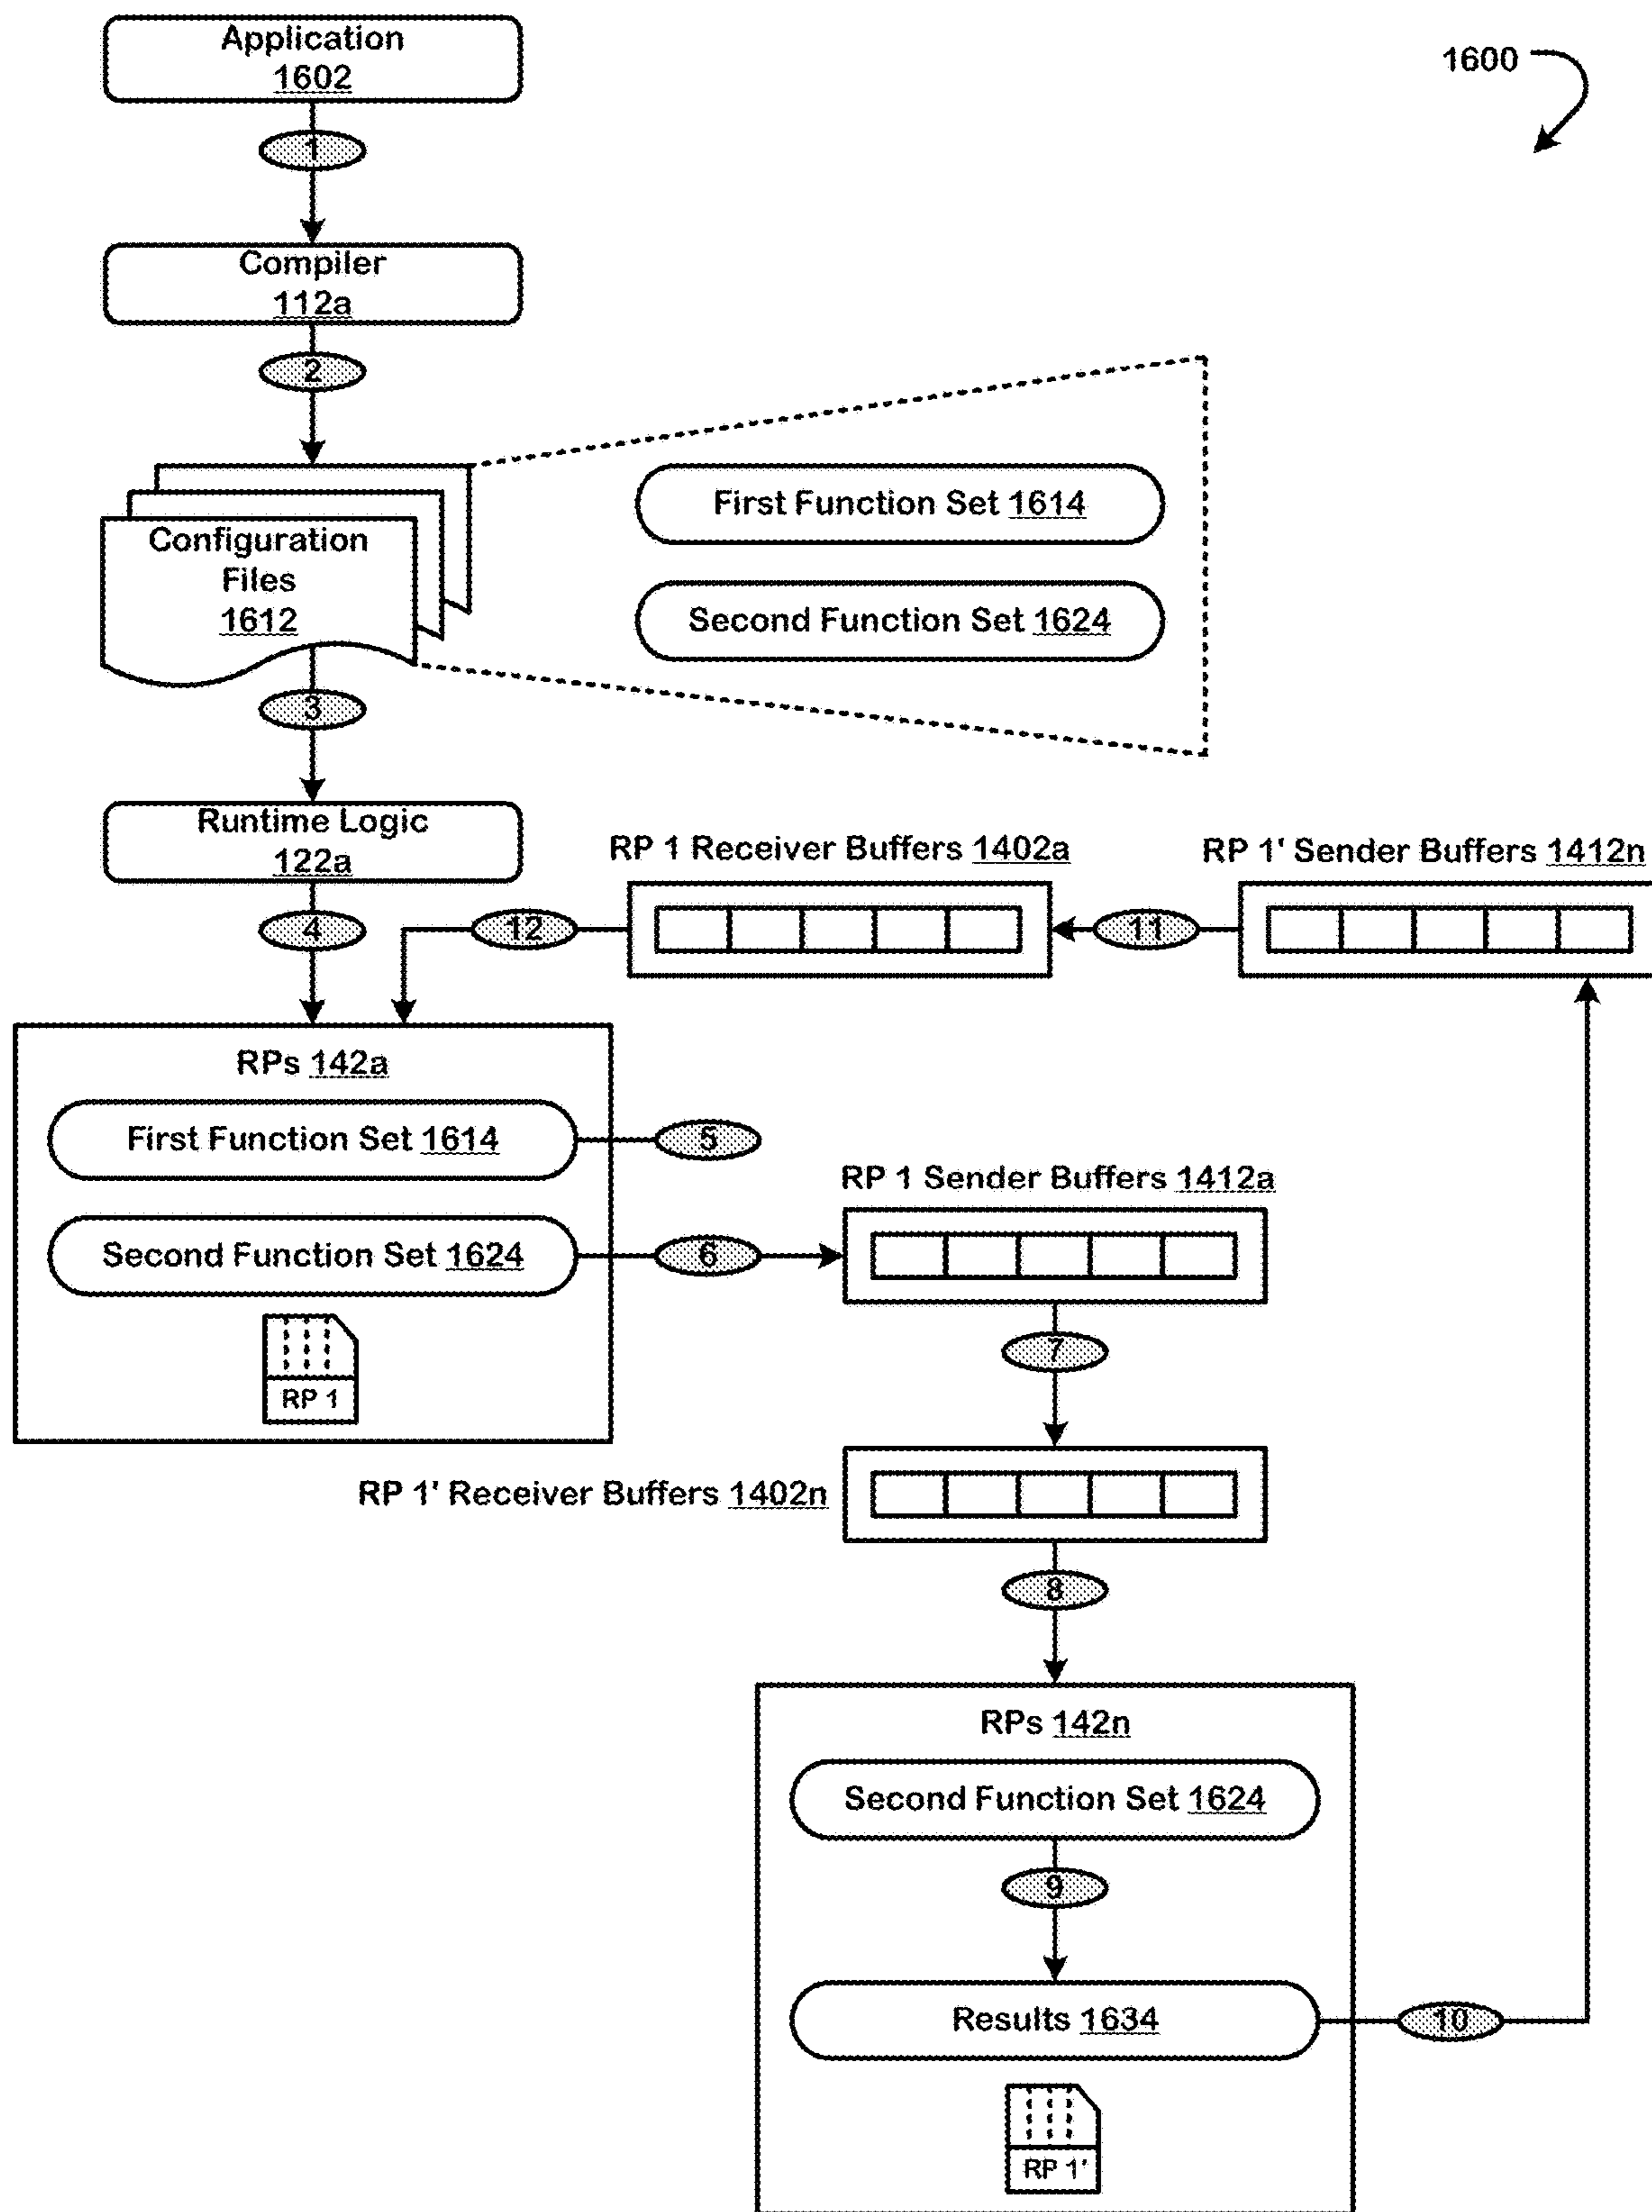 Application
1602
1600
1
Compiler
112a
2
First Function Set 1614
Configuration
Files
1612
Second Function Set 1624
3
Runtime Logic
122a
RP 1 Receiver Buffers 1402a
RP 1' Sender Buffers 1412n
4
12
11
RPs 142a
First Function Set 1614
5
RP 1 Sender Buffers 1412a
Second Function Set 1624
6
7
RP 1
RP 1' Receiver Buffers 1402n
8
RPs 142n
Second Function Set 1624
9
Results 1634
10
RP 1'